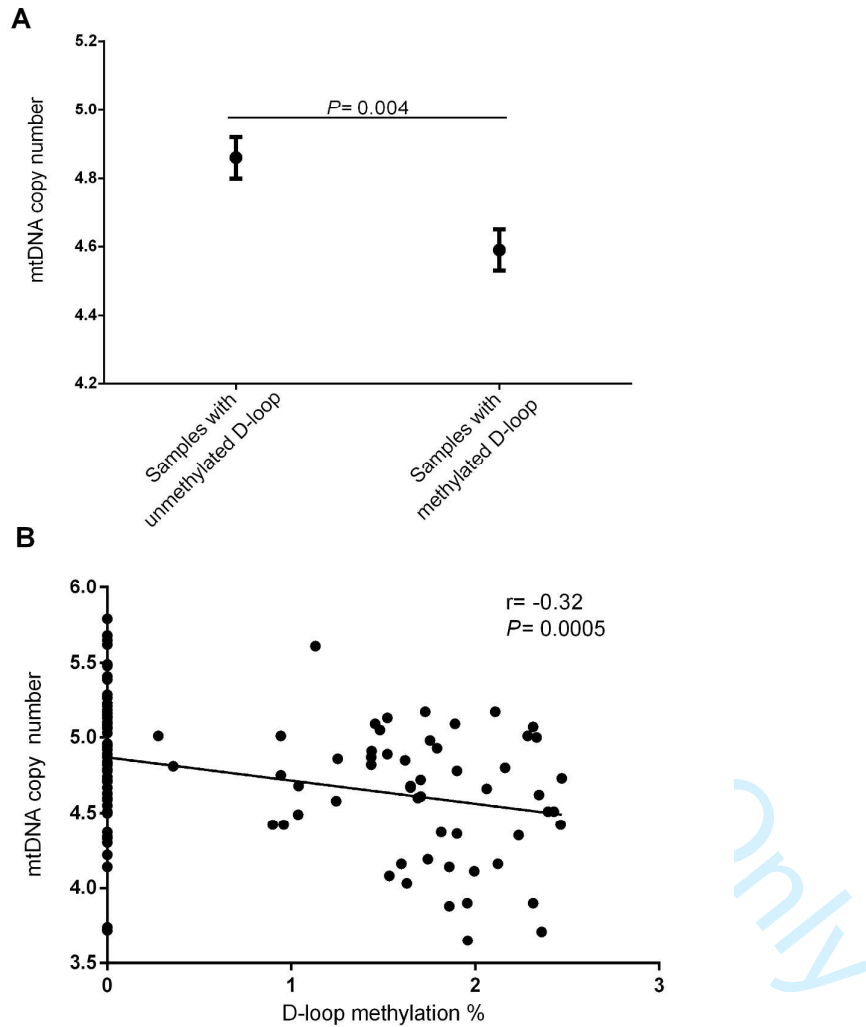 A
5.2
5.0
4.8
4.6
4.4
4.2
mtDNA copy number
P= 0.004
Samples with
unmethylated D-loop
Samples with
methylated D-loop
B
6.0
5.5
5.0
4.5
4.0
3.5
mtDNA copy number
r= -0.32
P= 0.0005
0
1
2
3
D-loop methylation %
Only